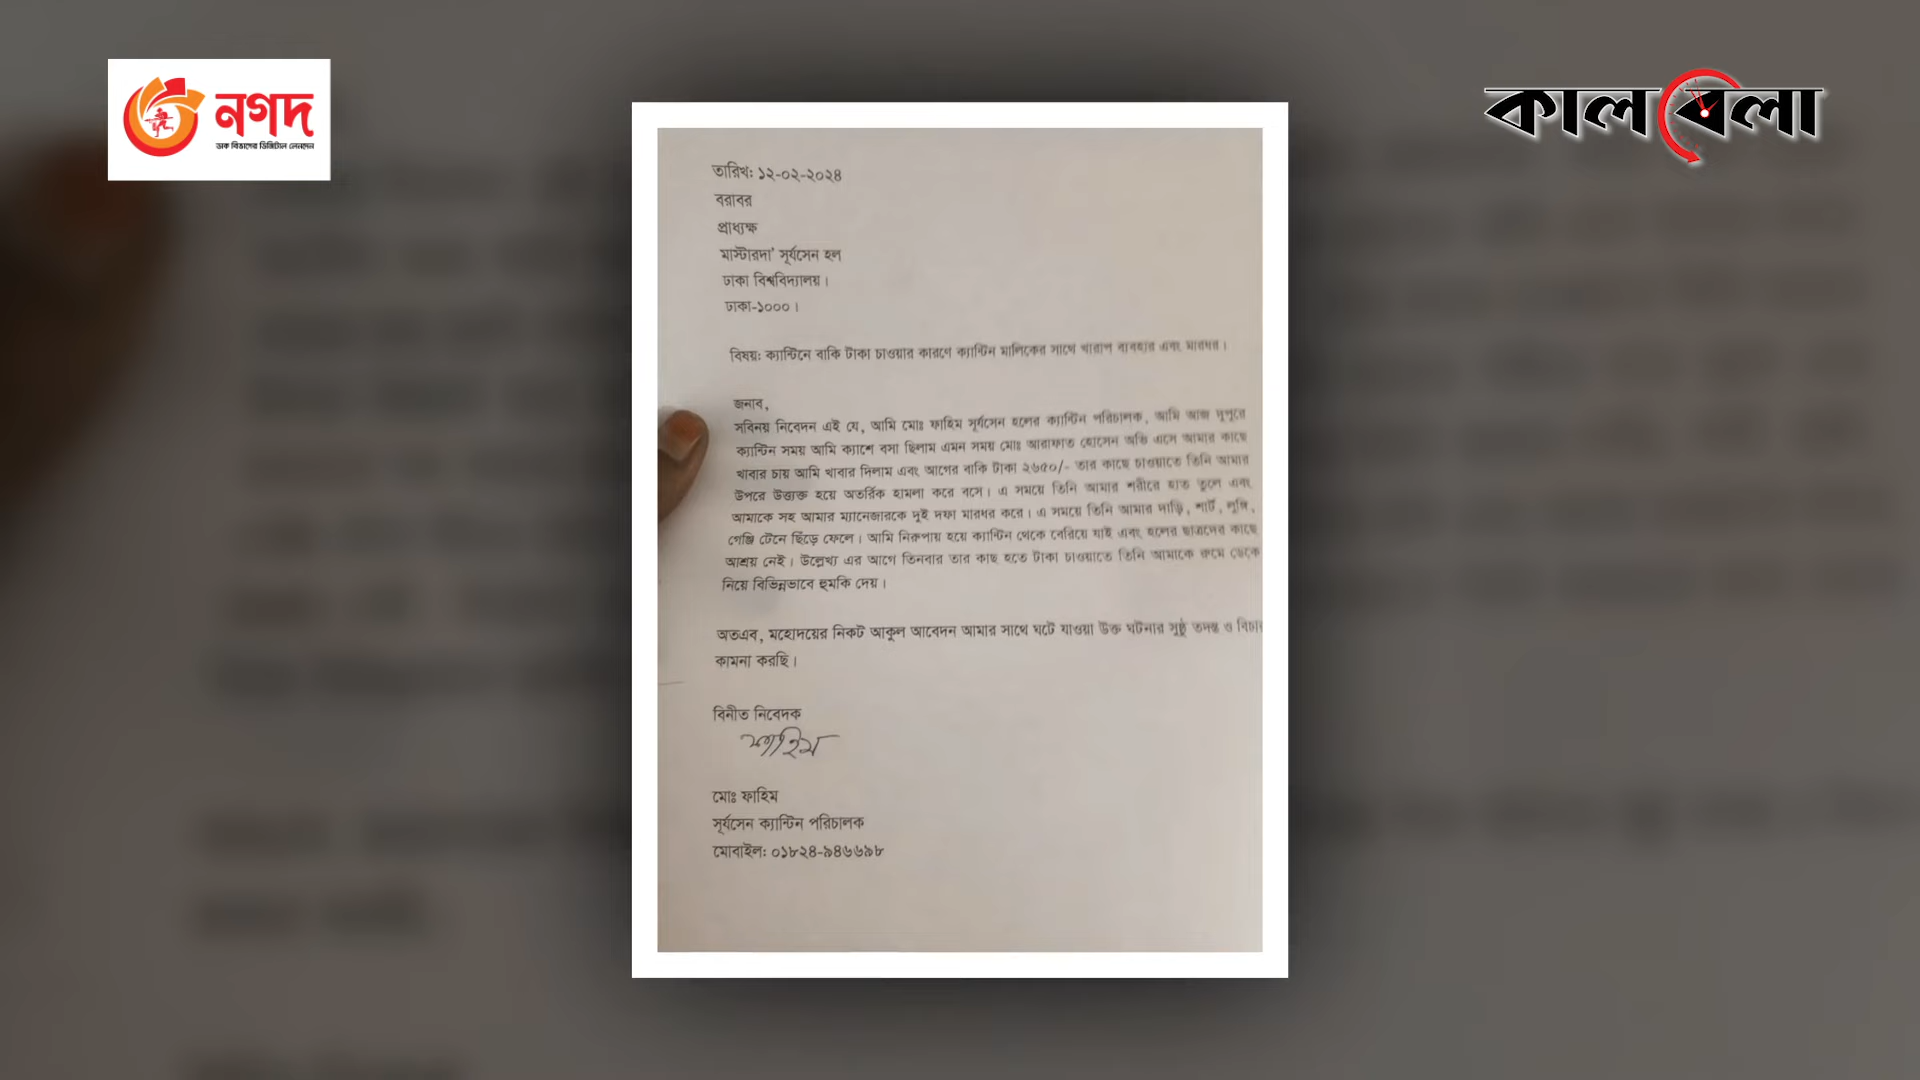 নগদ
ডাক বিভাগের ডিজিটাল লেনদেন
কালবেলা
তারিখ: ১২-০২-২০২৪
বরাবর
প্রাধ্যক্ষ
মাস্টারদা' সূর্যসেন হল
ঢাকা বিশ্ববিদ্যালয়।
ঢাকা-১০০০।
বিষয়: ক্যান্টিনে বাকি টাকা চাওয়ার কারণে ক্যান্টিন মালিকের সাথে খারাপ ব্যবহার এবং মারধর।
জনাব,
সবিনয় নিবেদন এই যে, আমি মোঃ ফাহিম সূর্যসেন হলের ক্যান্টিন পরিচালক, আমি আজ দুপুরে
ক্যান্টিন সময় আমি ক্যাশে বসা ছিলাম এমন সময় মোঃ আরাফাত হোসেন অভি এসে আমার কাছে
খাবার চায় আমি খাবার দিলাম এবং আগের বাকি টাকা ২৬৫০/- তার কাছে চাওয়াতে তিনি আমার
উপরে উত্ত্যক্ত হয়ে অতর্রিক হামলা করে বসে। এ সময়ে তিনি আমার শরীরে হাত তুলে এবং
আমাকে সহ আমার ম্যানেজারকে দুই দফা মারধর করে। এ সময়ে তিনি আমার দাড়ি, শার্ট, লুঙ্গি,
গেঞ্জি টেনে ছিঁড়ে ফেলে। আমি নিরুপায় হয়ে ক্যান্টিন থেকে বেরিয়ে যাই এবং হলের ছাত্রদের কাছে
আশ্রয় নেই। উল্লেখ্য এর আগে তিনবার তার কাছ হতে টাকা চাওয়াতে তিনি আমাকে রুমে ডেকে
নিয়ে বিভিন্নভাবে হুমকি দেয়।
অতএব, মহোদয়ের নিকট আকুল আবেদন আমার সাথে ঘটে যাওয়া উক্ত ঘটনার সুষ্ঠু তদন্ত ও বিচার
কামনা করছি।
বিনীত নিবেদক
ফাহিম
মোঃ ফাহিম
সূর্যসেন ক্যান্টিন পরিচালক
মোবাইল: ০১৮২৪-৯৪৬৬৯৮